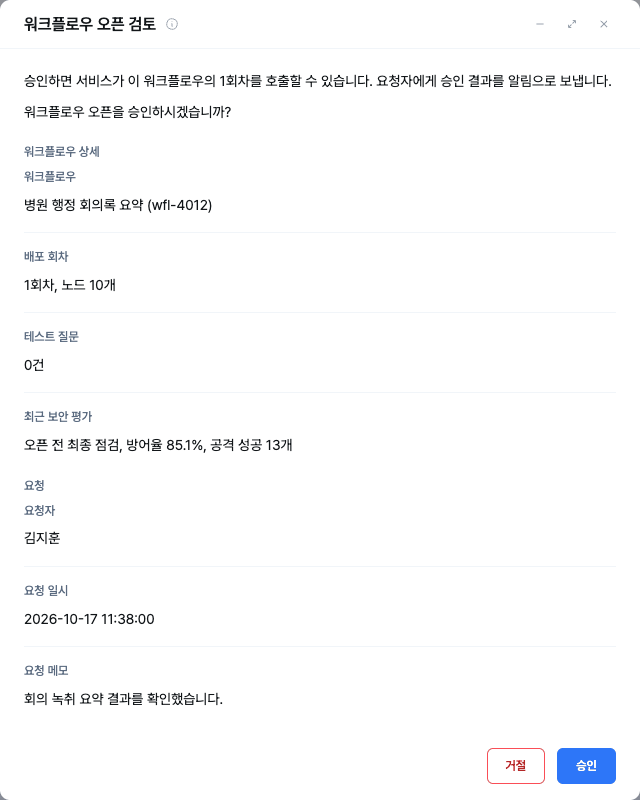 워크플로우 오픈 검토
승인하면 서비스가 이 워크플로우의 1회차를 호출할 수 있습니다. 요청자에게 승인 결과를 알림으로 보냅니다.
워크플로우 오픈을 승인하시겠습니까?
워크플로우 상세
워크플로우
병원 행정 회의록 요약 (wfl-4012)
배포 회차
1회차, 노드 10개
테스트 질문
0건
최근 보안 평가
오픈 전 최종 점검, 방어율 85.1%, 공격 성공 13개
요청
요청자
김지훈
요청 일시
2026-10-17 11:38:00
요청 메모
회의 녹취 요약 결과를 확인했습니다.
거절
승인